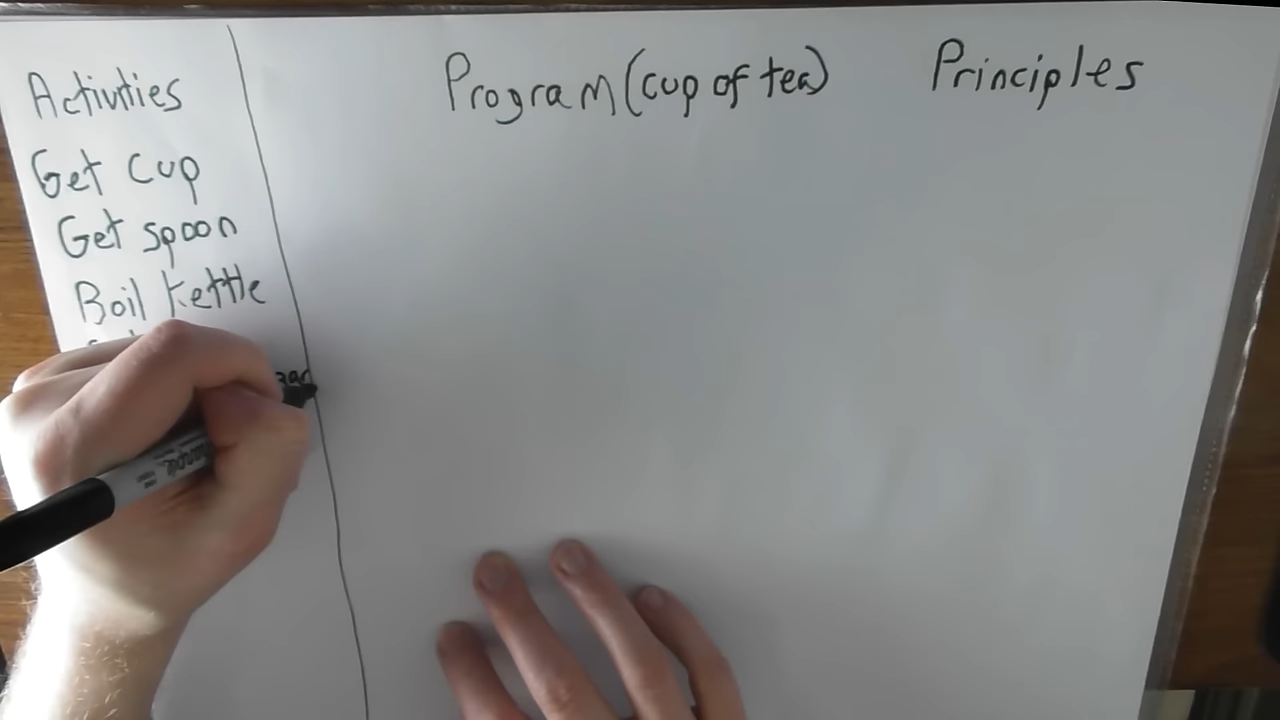 Activities
Program (cup of tea)
Principles
Get cup
Get spoon
Boil kettle